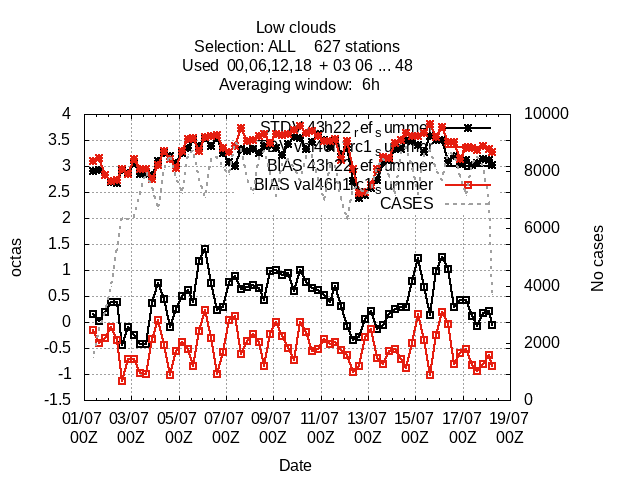 Low clouds
Selection: ALL 627 stations
Used 00,06,12,18 + 03 06 ... 48
Averaging window: 6h
4
3.5
3
2.5
2
1.5
1
0.5
0
-0.5
-1
-1.5
10000
8000
6000
4000
2000
0
octas
No cases
BIAS 43h22
CASES
01/07 03/07 05/07 07/07 09/07 11/07 13/07 15/07 17/07 19/07
00Z 00Z 00Z 00Z 00Z 00Z 00Z 00Z 00Z 00Z
Date